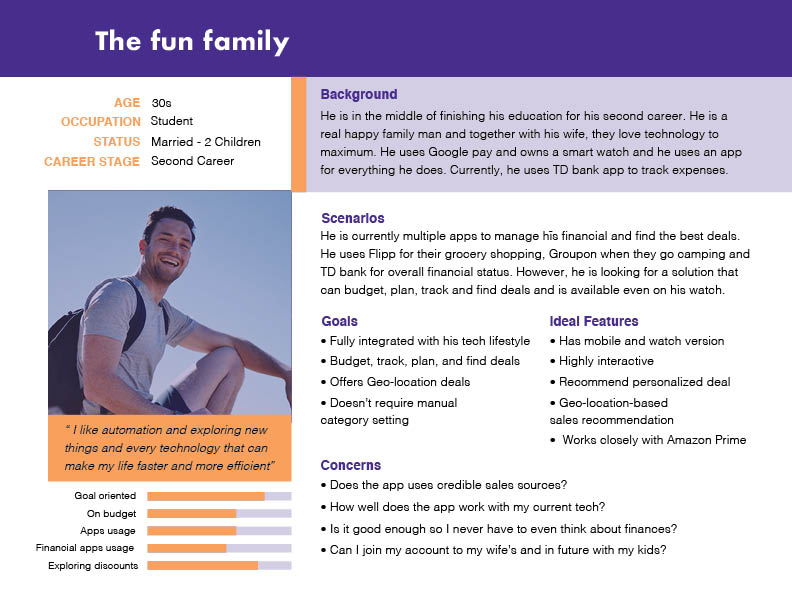 The fun family
AGE 30s
OCCUPATION Student
STATUS Married - 2 Children
CAREER STAGE Second Career
Background
He is in the middle of finishing his education for his second career. He is a
real happy family man and together with his wife, they love technology to
maximum. He uses Google pay and owns a smart watch and he uses an app
for everything he does. Currently, he uses TD bank app to track expenses.
Scenarios
He is currently multiple apps to manage hīs financial and find the best deals.
He uses Flipp for their grocery shopping, Groupon when they go camping and
TD bank for overall financial status. However, he is looking for a solution that
can budget, plan, track and find deals and is available even on his watch.
Goals
• Fully integrated with his tech lifestyle
• Budget, track, plan, and find deals
• Offers Geo-location deals
• Doesn't require manual
category setting
Ideal Features
• Has mobile and watch version
• Highly interactive
• Recommend personalized deal
• Geo-location-based
sales recommendation
• Works closely with Amazon Prime
Concerns
• Does the app uses credible sales sources?
• How well does the app work with my current tech?
• Is it good enough so I never have to even think about finances?
• Can I join my account to my wife's and in future with my kids?
“ I like automation and exploring new
things and every technology that can
make my life faster and more efficient”
Goal oriented
On budget
Apps usage
Financial apps usage
Exploring discounts